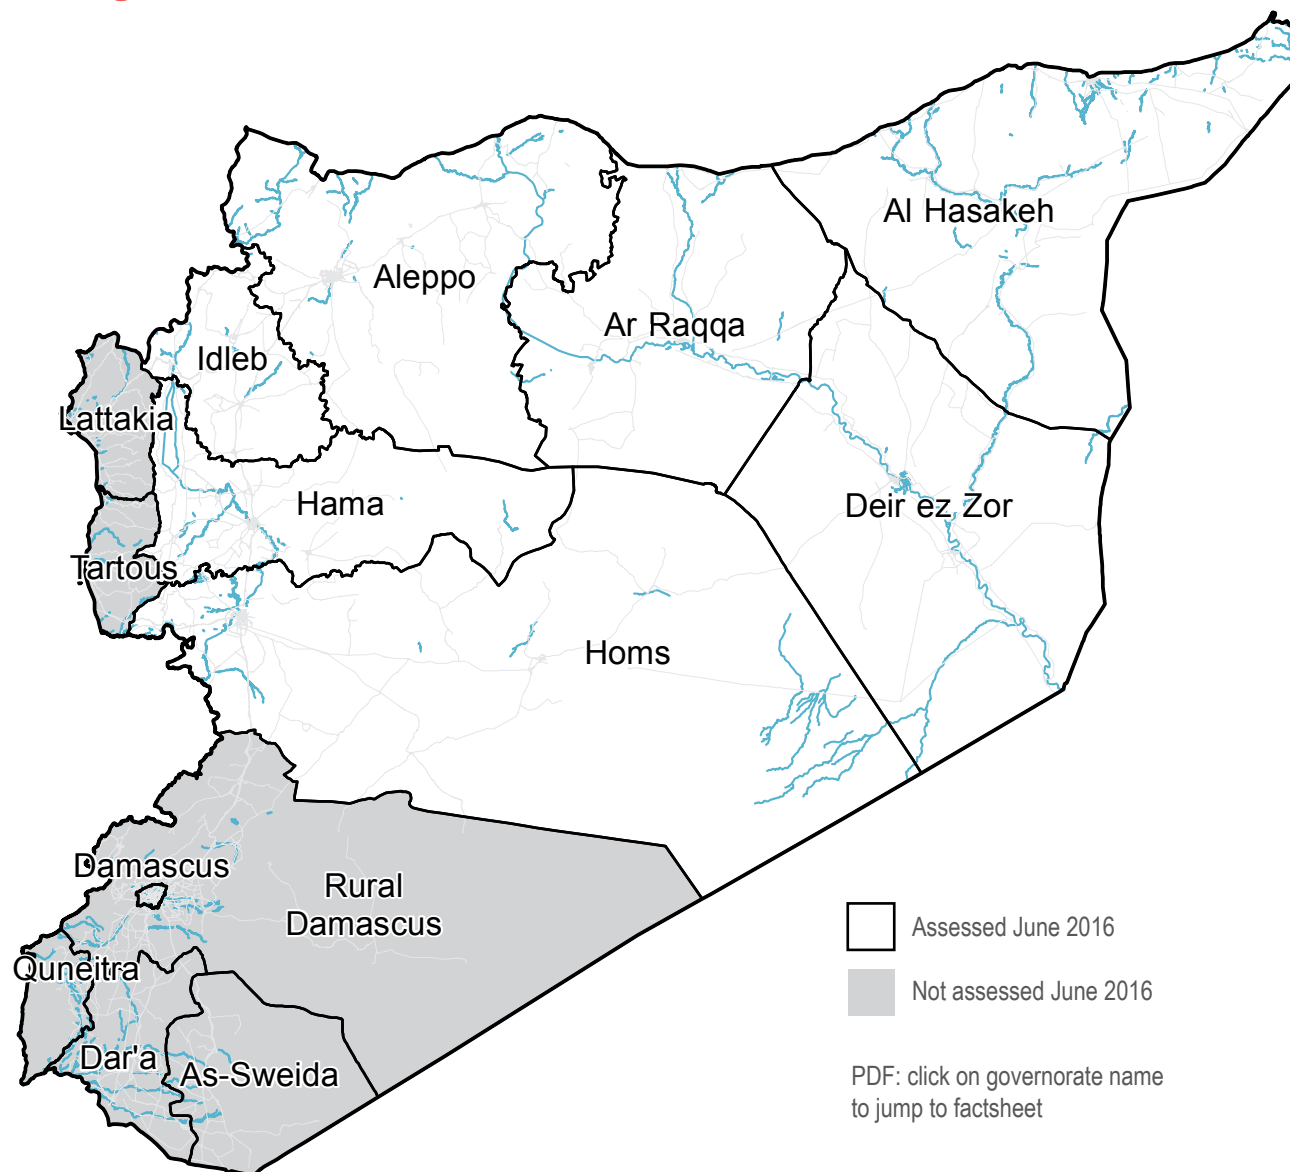 Al Hasakeh
Aleppo
Ar Raqqa
Idleb
Lattakia
Hama
Deir ez Zor
Tartous
Homs
Damascus
Rural
Damascus
Quneitra
Dar'a
As-Sweida
Assessed June 2016
Not assessed June 2016
PDF: click on governorate name
to jump to factsheet